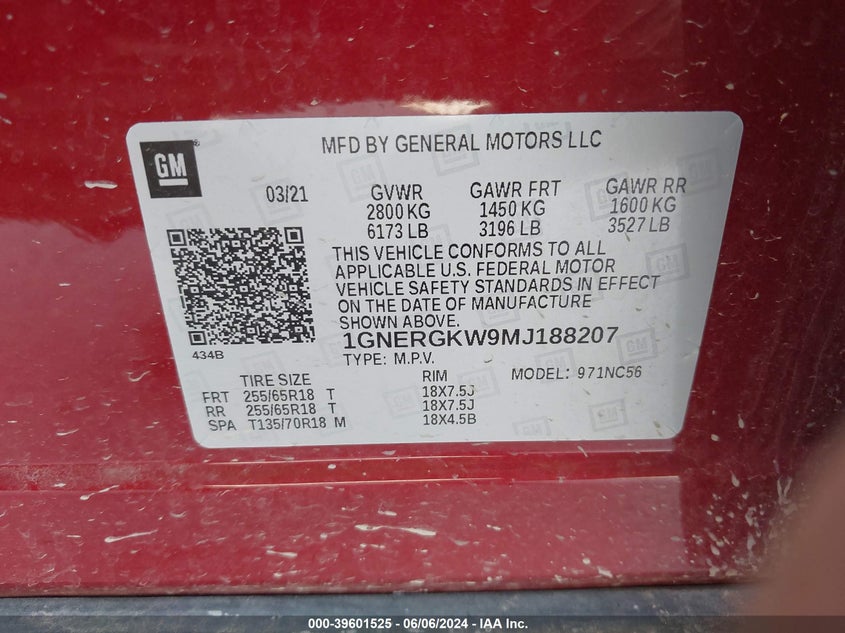 GM
MFD BY GENERAL MOTORS LLC
03/21 GVWR GAWR FRT GAWR RR
2800 KG 1450 KG 1600 KG
6173 LB 3196 LB 3527 LB
THIS VEHICLE CONFORMS TO ALL
APPLICABLE U.S. FEDERAL MOTOR
VEHICLE SAFETY STANDARDS IN EFFECT
ON THE DATE OF MANUFACTURE
SHOWN ABOVE.
434B
1GNERGKW9MJ188207
TYPE: M.P.V.
TIRE SIZE RIM MODEL: 971NC56
FRT 255/65R18 T 18X7.5J
RR 255/65R18 T 18X7.5J
SPA T135/70R18 M 18X4.5B
000-39601525 - 06/06/2024 - IAA Inc.